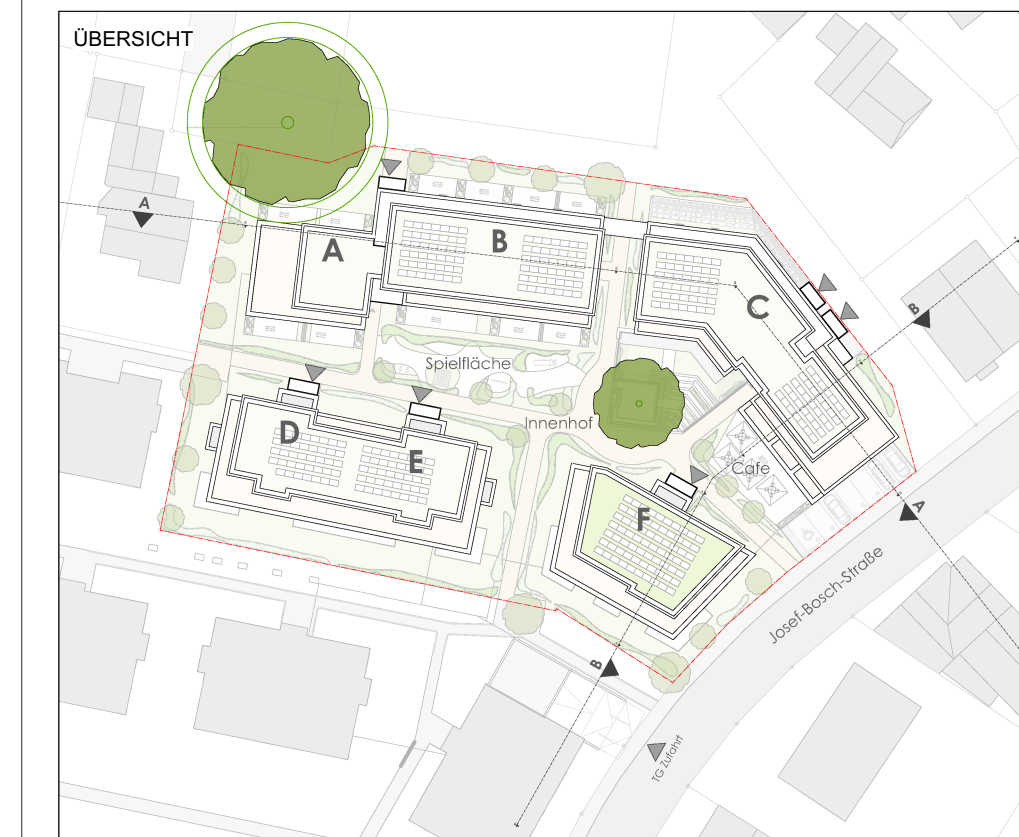 ÜBERSICHT
A
A
B
C
B
Spielfläche
Innenhof
D
E
Cafe
F
A
Josef-Bosch-Straße
B
TG Zufahrt